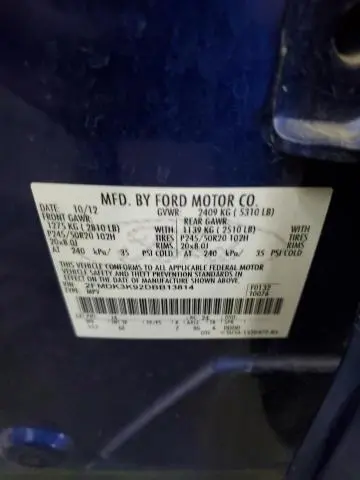 MFD. BY FORD MOTOR CO.
DATE: 10/12 GVWR: 2409 KG ( 5310 LB)
FRONT GAWR: REAR GAWR:
1275 KG ( 2810 LB) WITH 1139 KG ( 2510 LB) WITH
P245/50R20 102H TIRES P245/50R20 102H TIRES
20x8.0J RIMS 20x8.0J RIMS
AT 240 kPa/ 35 PSI COLD AT 240 kPa/ 35 PSI COLD
THIS VEHICLE CONFORMS TO ALL APPLICABLE FEDERAL
MOTOR VEHICLE SAFETY AND THEFT PREVENTION STANDARDS IN
EFFECT ON THE DATE OF MANUFACTURE SHOWN ABOVE.
VIN: 2FMDK3K92DBB13814 F0132
TYPE: MPV